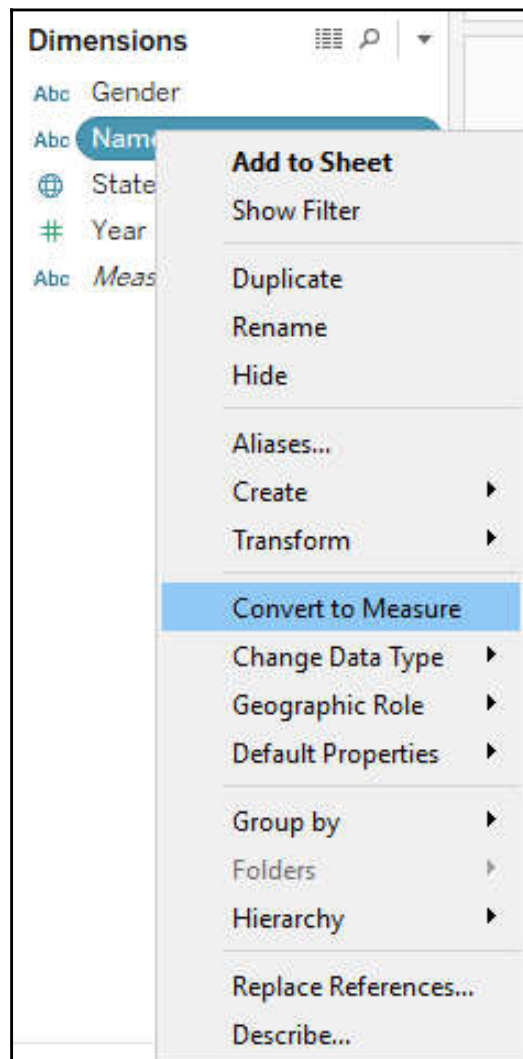 Dimensions
Abc Gender
Abc Name
State
# Year
Abc Meas
Add to Sheet
Show Filter
Duplicate
Rename
Hide
Aliases...
Create
Transform
Convert to Measure
Change Data Type
Geographic Role
Default Properties
Group by
Folders
Hierarchy
Replace References...
Describe...